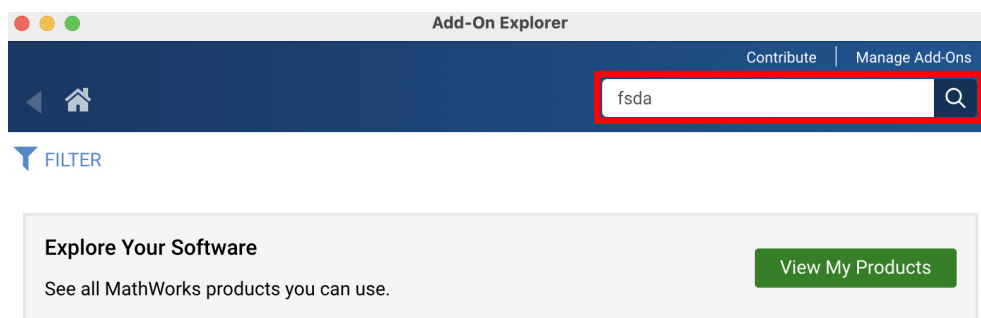 Add-On Explorer
Contribute Manage Add-Ons
fsda
FILTER
Explore Your Software
See all MathWorks products you can use.
View My Products